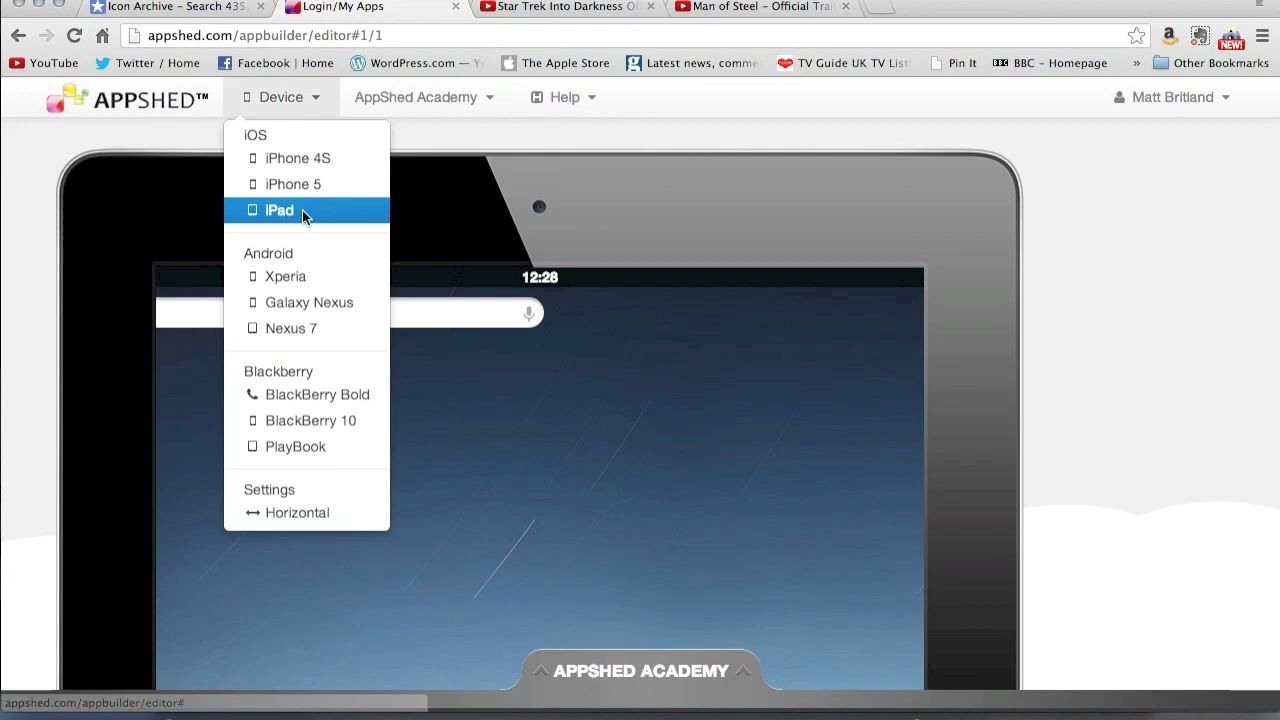 Icon Archive - Search 435,
Login/My Apps
Star Trek Into Darkness Of
Man of Steel - Official Trai
appshed.com/appbuilder/editor#1/1
YouTube
Twitter / Home
Facebook | Home
WordPress.com — Y
The Apple Store
Latest news, comme
TV Guide UK TV Listi
Pin It
BBC - Homepage
»
Other Bookmarks
NEW!
APPSHED™
Device
AppShed Academy
Help
Matt Britland
iOS
iPhone 4S
iPhone 5
iPad
Android
Xperia
Galaxy Nexus
Nexus 7
Blackberry
BlackBerry Bold
BlackBerry 10
PlayBook
Settings
Horizontal
12:28
APPSHED ACADEMY
appshed.com/appbuilder/editor#